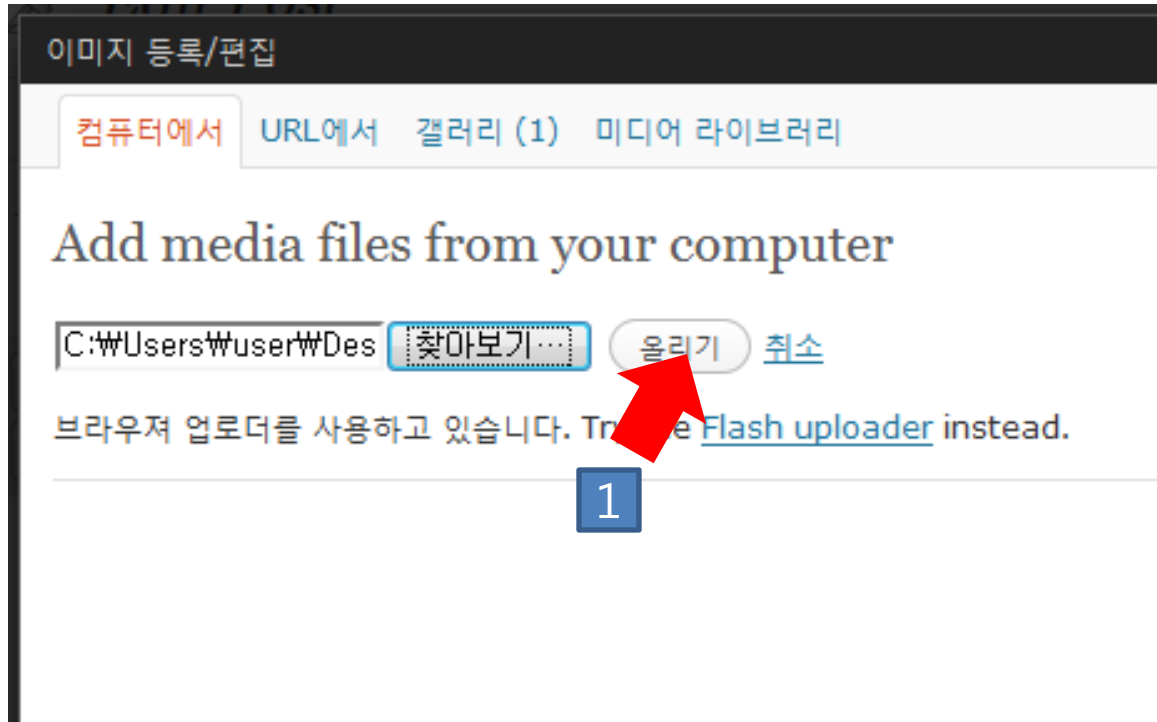 이미지 등록/편집
컴퓨터에서 URL에서 갤러리 (1) 미디어 라이브러리
Add media files from your computer
C:₩Users₩user₩Des 찾아보기… 올리기 취소
브라우져 업로더를 사용하고 있습니다. Flash uploader instead.
1